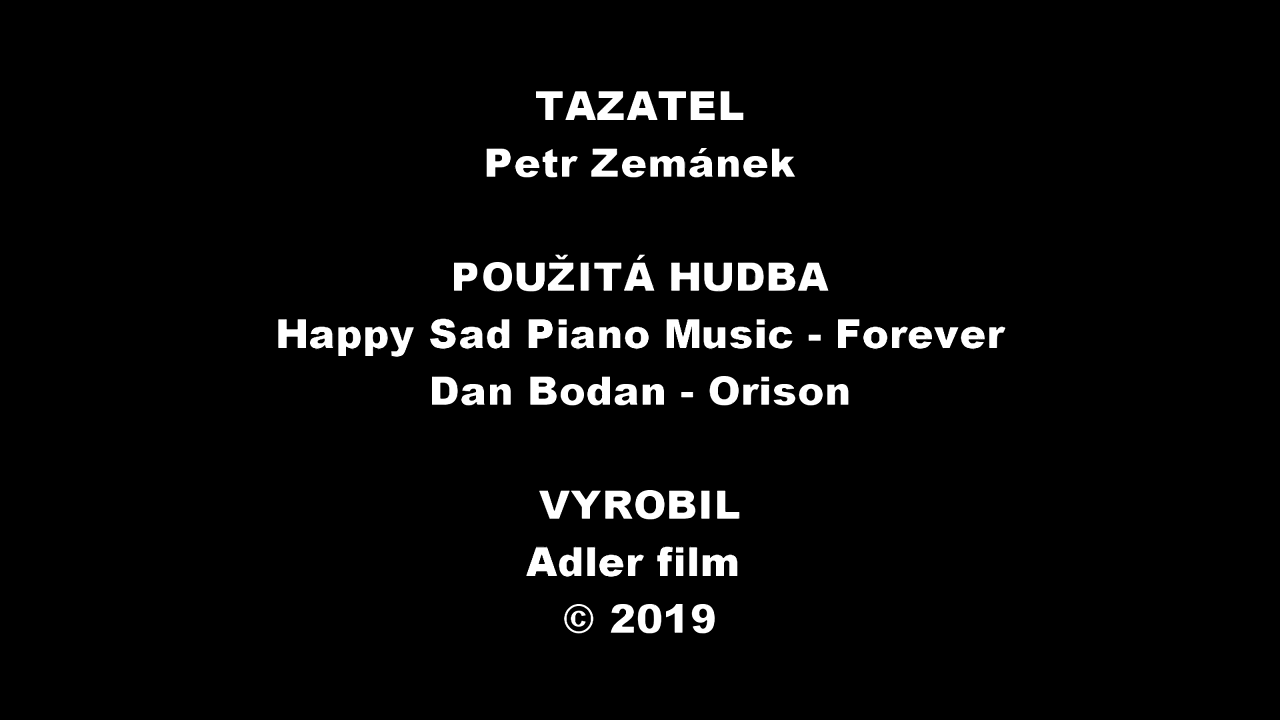 TAZATEL
Petr Zemánek
POUŽITÁ HUDBA
Happy Sad Piano Music - Forever
Dan Bodan - Orison
VYROBIL
Adler film
© 2019